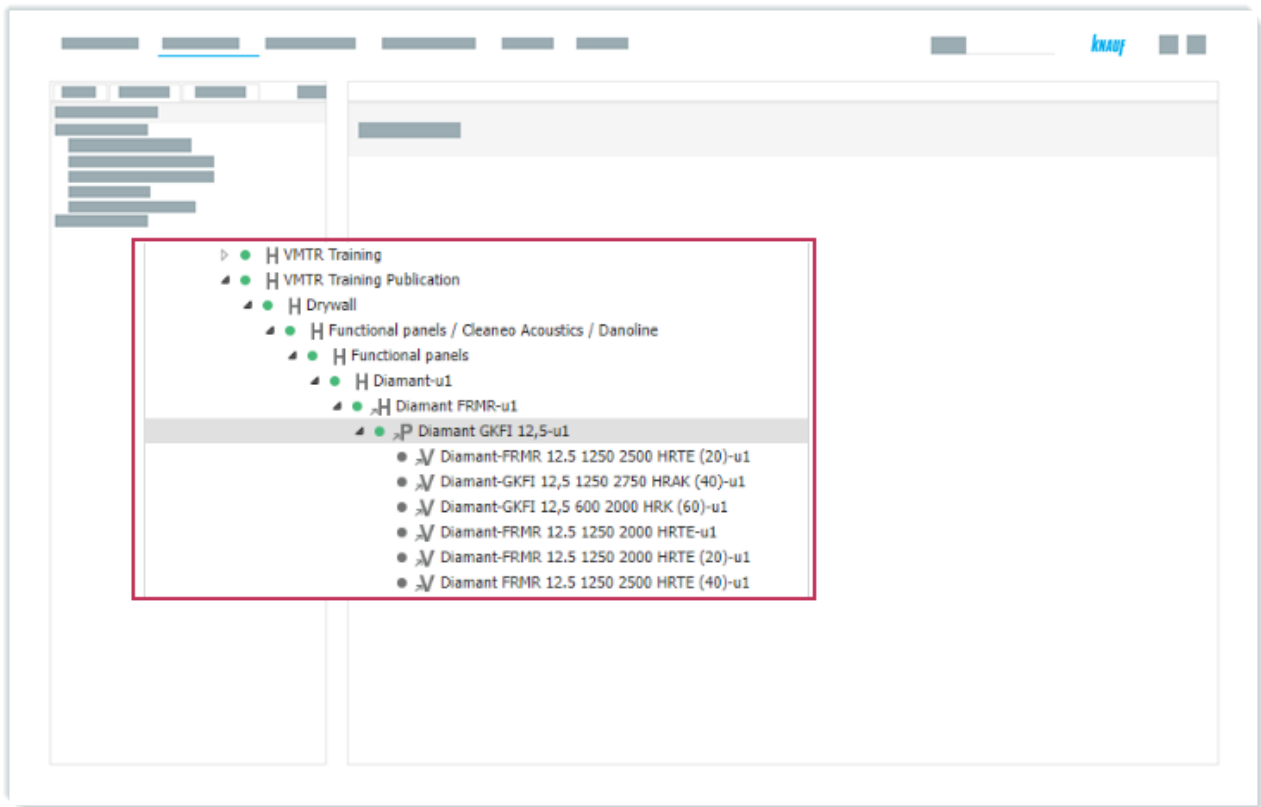 KNAUF
VMTR Training
VMTR Training Publication
Drywall
Functional panels / Cleaneo Acoustics / Danoline
Functional panels
Diamant-u1
Diamant FRMR-u1
Diamant GKFI 12,5-u1
Diamant-FRMR 12.5 1250 2500 HRTE (20)-u1
Diamant-GKFI 12,5 1250 2750 HRAK (40)-u1
Diamant-GKFI 12,5 600 2000 HRK (60)-u1
Diamant-FRMR 12.5 1250 2000 HRTE-u1
Diamant-FRMR 12.5 1250 2000 HRTE (20)-u1
Diamant FRMR 12.5 1250 2500 HRTE (40)-u1